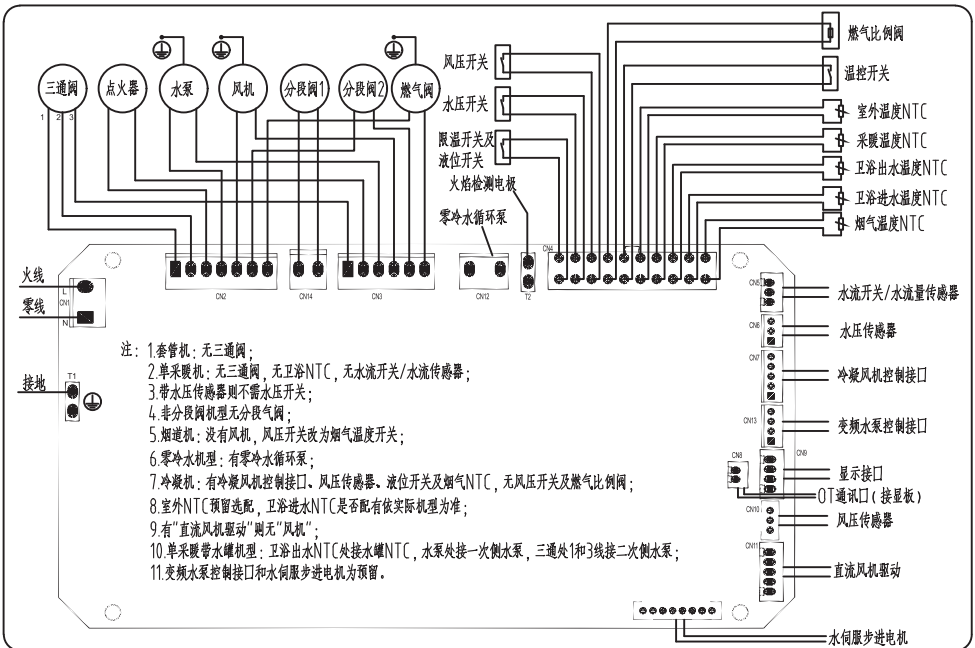 燃气比例阀
温控开关
室外温度NTC
采暖温度NTC
卫浴出水温度NTC
卫浴进水温度NTC
烟气温度NTC
风压开关
水压开关
限温开关及
液位开关
火焰检测电极
零冷水循环泵
三通阀
点火器
水泵
风机
分段阀1
分段阀2
燃气阀
1 2 3
火线
L
CN1
零线
N
接地
T1
CN2
CN14
CN3
CN12
T2
CN4
CN5
水流开关/水流量传感器
CN6
水压传感器
CN7
冷凝风机控制接口
CN13
变频水泵控制接口
CN8
CN9
显示接口
OT通讯口(接显板)
CN10
风压传感器
CN11
直流风机驱动
水伺服步进电机
注: 1.套管机:无三通阀;
2.单采暖机:无三通阀,无卫浴NTC,无水流开关/水流传感器;
3.带水压传感器则不需水压开关;
4.非分段阀机型无分段气阀;
5.烟道机:没有风机,风压开关改为烟气温度开关;
6.零冷水机型:有零冷水循环泵;
7.冷凝机:有冷凝风机控制接口、风压传感器、液位开关及烟气NTC,无风压开关及燃气比例阀;
8.室外NTC预留选配,卫浴进水NTC是否配有依实际机型为准;
9.有"直流风机驱动"则无"风机";
10.单采暖带水罐机型:卫浴出水NTC处接水罐NTC,水泵处接一次侧水泵,三通处1和3线接二次侧水泵;
11.变频水泵控制接口和水伺服步进电机为预留。